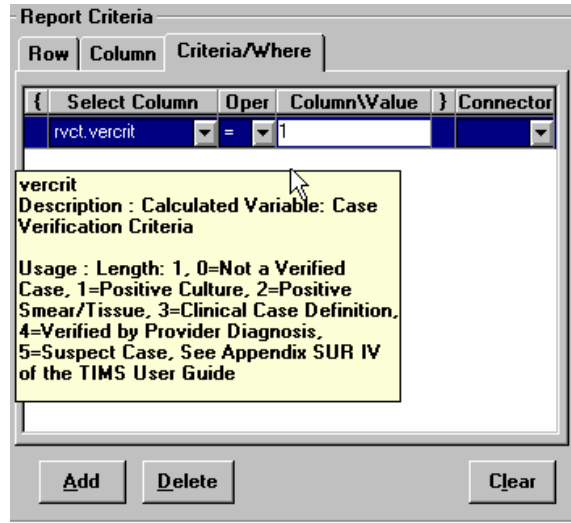 Report Criteria
Row Column Criteria/Where
{ Select Column Oper Column\Value } Connector
rvct.vercrit = 1
vercrit
Description : Calculated Variable: Case
Verification Criteria
Usage : Length: 1, 0=Not a Verified
Case, 1=Positive Culture, 2=Positive
Smear/Tissue, 3=Clinical Case Definition,
4=Verified by Provider Diagnosis,
5=Suspect Case, See Appendix SUR IV
of the TIMS User Guide
Add Delete Clear